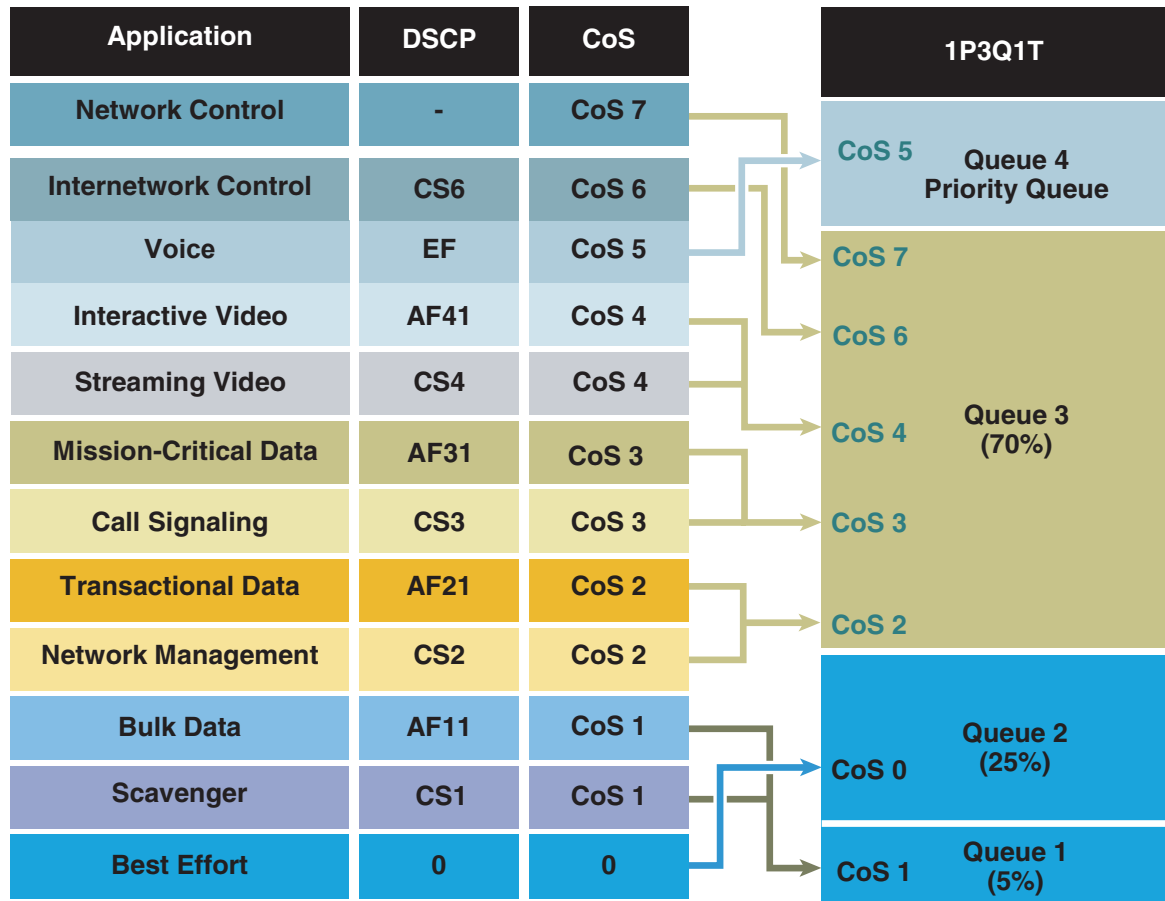 Application DSCP CoS 1P3Q1T
Network Control - CoS 7
Internetwork Control CS6 CoS 6
Voice EF CoS 5
Interactive Video AF41 CoS 4
Streaming Video CS4 CoS 4
Mission-Critical Data AF31 CoS 3
Call Signaling CS3 CoS 3
Transactional Data AF21 CoS 2
Network Management CS2 CoS 2
Bulk Data AF11 CoS 1
Scavenger CS1 CoS 1
Best Effort 0 0
CoS 5
Queue 4
Priority Queue
CoS 7
CoS 6
CoS 4
CoS 3
CoS 2
Queue 3
(70%)
CoS 0
Queue 2
(25%)
CoS 1
Queue 1
(5%)